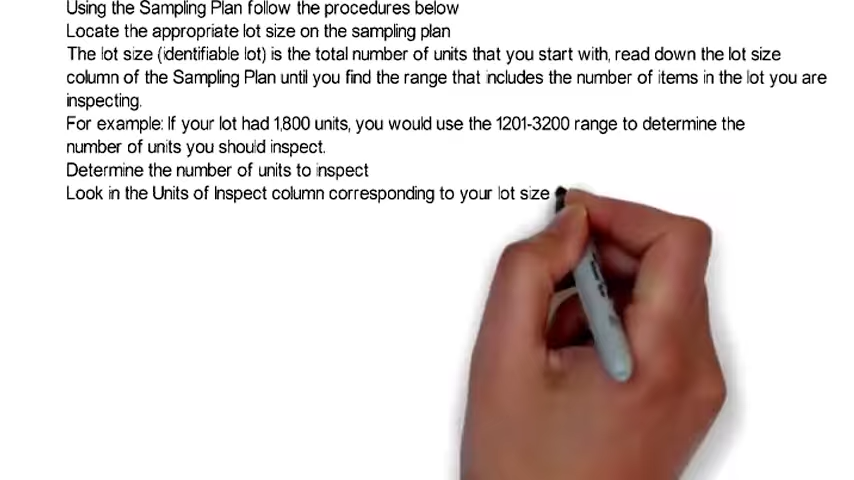 Using the Sampling Plan follow the procedures below
Locate the appropriate lot size on the sampling plan
The lot size (identifiable lot) is the total number of units that you start with, read down the lot size
column of the Sampling Plan until you find the range that includes the number of items in the lot you are
inspecting.
For example: If your lot had 1,800 units, you would use the 1201-3200 range to determine the
number of units you should inspect.
Determine the number of units to inspect
Look in the Units of Inspect column corresponding to your lot size